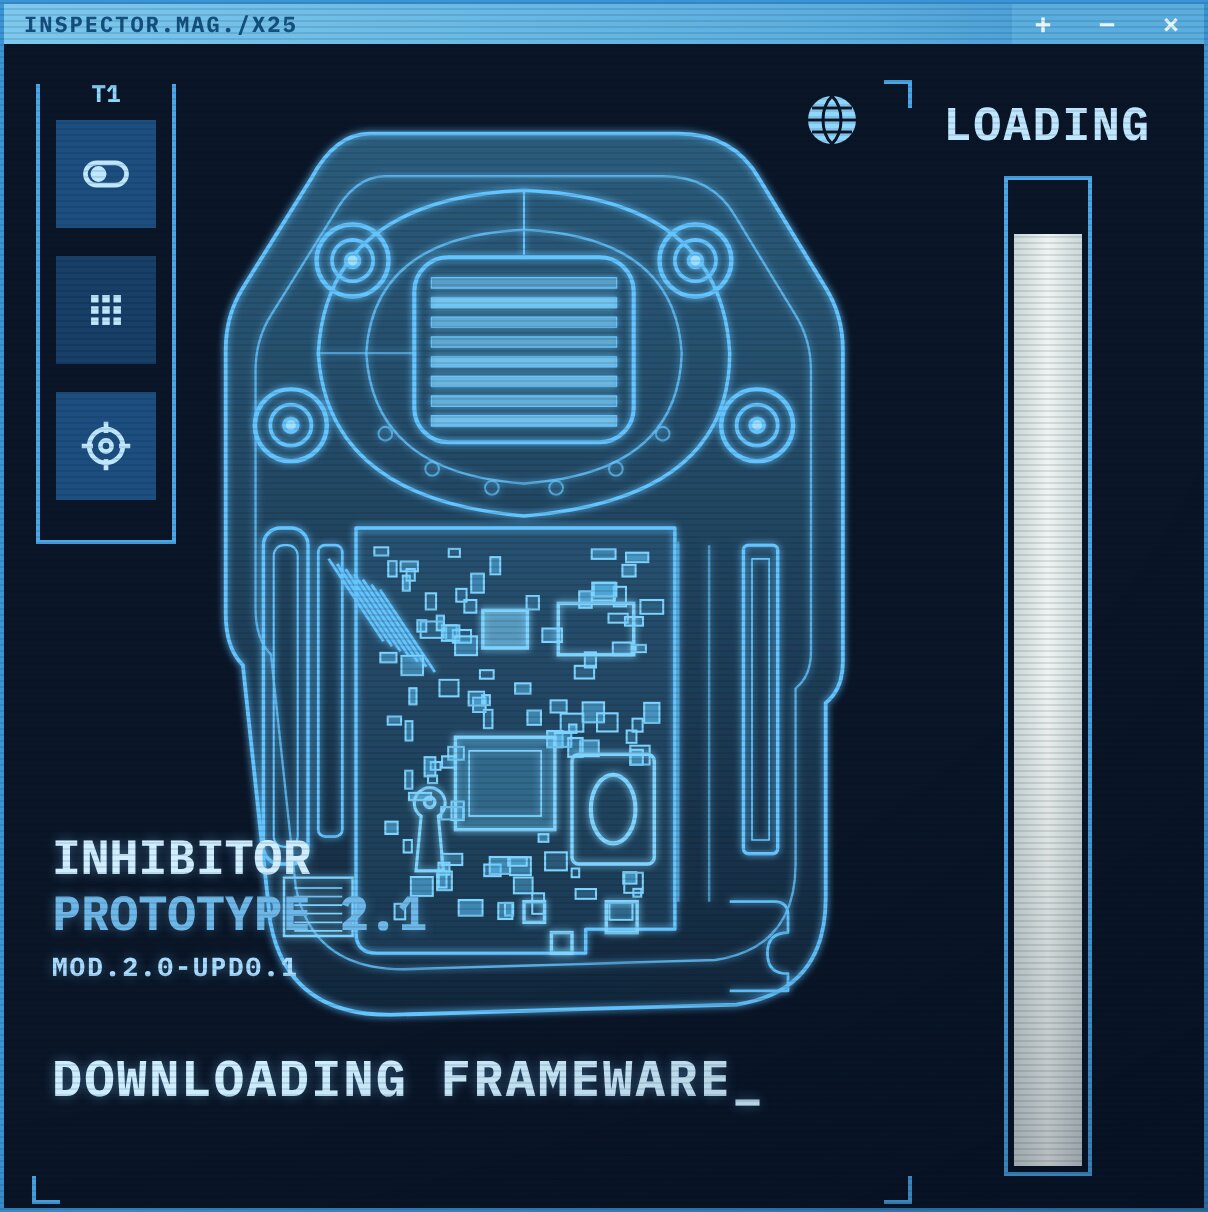 INSPECTOR.MAG./X25
+ − ×
T1
LOADING
INHIBITOR
PROTOTYPE 2.1
MOD.2.0-UPD0.1
DOWNLOADING FRAMEWARE_